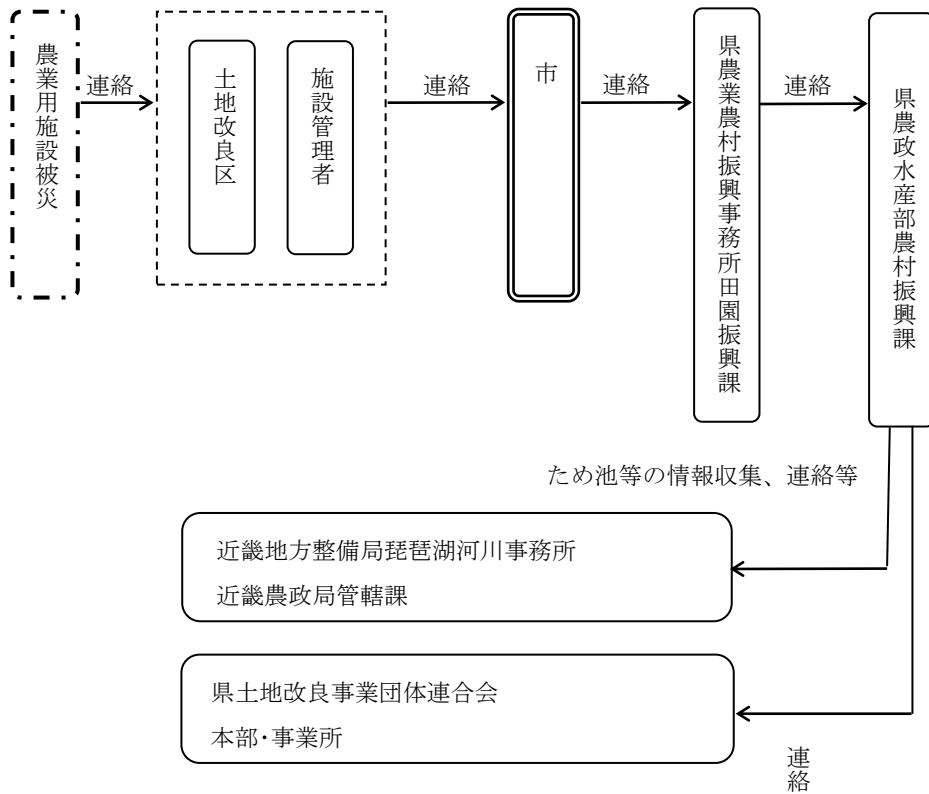 農業用施設被災
連絡
土地改良区
施設管理者
連絡
市
連絡
県農業農村振興事務所田園振興課
連絡
県農政水産部農村振興課
ため池等の情報収集、連絡等
近畿地方整備局琵琶湖河川事務所
近畿農政局管轄課
県土地改良事業団体連合会
本部・事業所
連絡